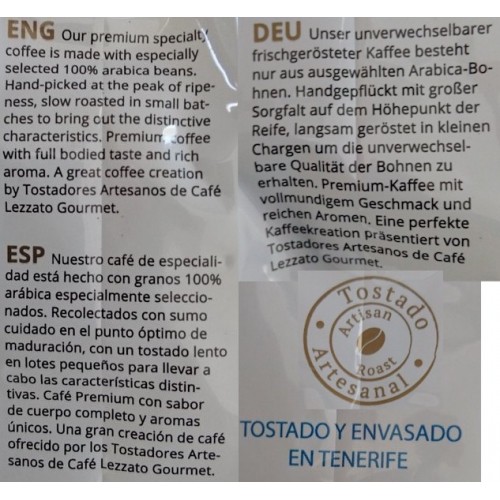 ENG Our premium specialty
coffee is made with especially
selected 100% arabica beans.
Hand-picked at the peak of ripe-
ness, slow roasted in small bat-
ches to bring out the distinctive
characteristics. Premium coffee
with full bodied taste and rich
aroma. A great coffee creation
by Tostadores Artesanos de Café
Lezzato Gourmet.
ESP Nuestro café de especiali-
dad está hecho con granos 100%
arábica especialmente seleccio-
nados. Recolectados con sumo
cuidado en el punto óptimo de
maduración, con un tostado lento
en lotes pequeños para llevar a
cabo las características distin-
tivas. Café Premium con sabor
de cuerpo completo y aromas
únicos. Una gran creación de café
ofrecido por los Tostadores Arte-
sanos de Café Lezzato Gourmet.
DEU Unser unverwechselbarer
frischgerösteter Kaffee besteht
nur aus ausgewählten Arabica-Bo-
hnen. Handgepflückt mit großer
Sorgfalt auf dem Höhepunkt der
Reife, langsam geröstet in kleinen
Chargen um die unverwechsel-
bare Qualität der Bohnen zu
erhalten. Premium-Kaffee mit
vollmundigem Geschmack und
reichen Aromen. Eine perfekte
Kaffeekreation präsentiert von
Tostadores Artesanos de Café
Lezzato Gourmet.
Tostado
Artisan
Roast
Artesanal
TOSTADO Y ENVASADO
EN TENERIFE